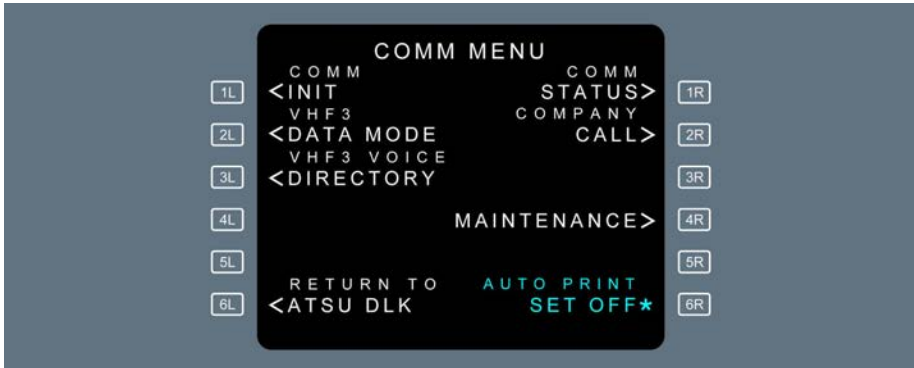 COMM MENU
COMM COMM
1L <INIT STATUS> 1R
VHF3 COMPANY
2L <DATA MODE CALL> 2R
VHF3 VOICE
3L <DIRECTORY 3R
4L MAINTENANCE> 4R
5L 5R
RETURN TO AUTO PRINT
6L <ATSU DLK SET OFF* 6R